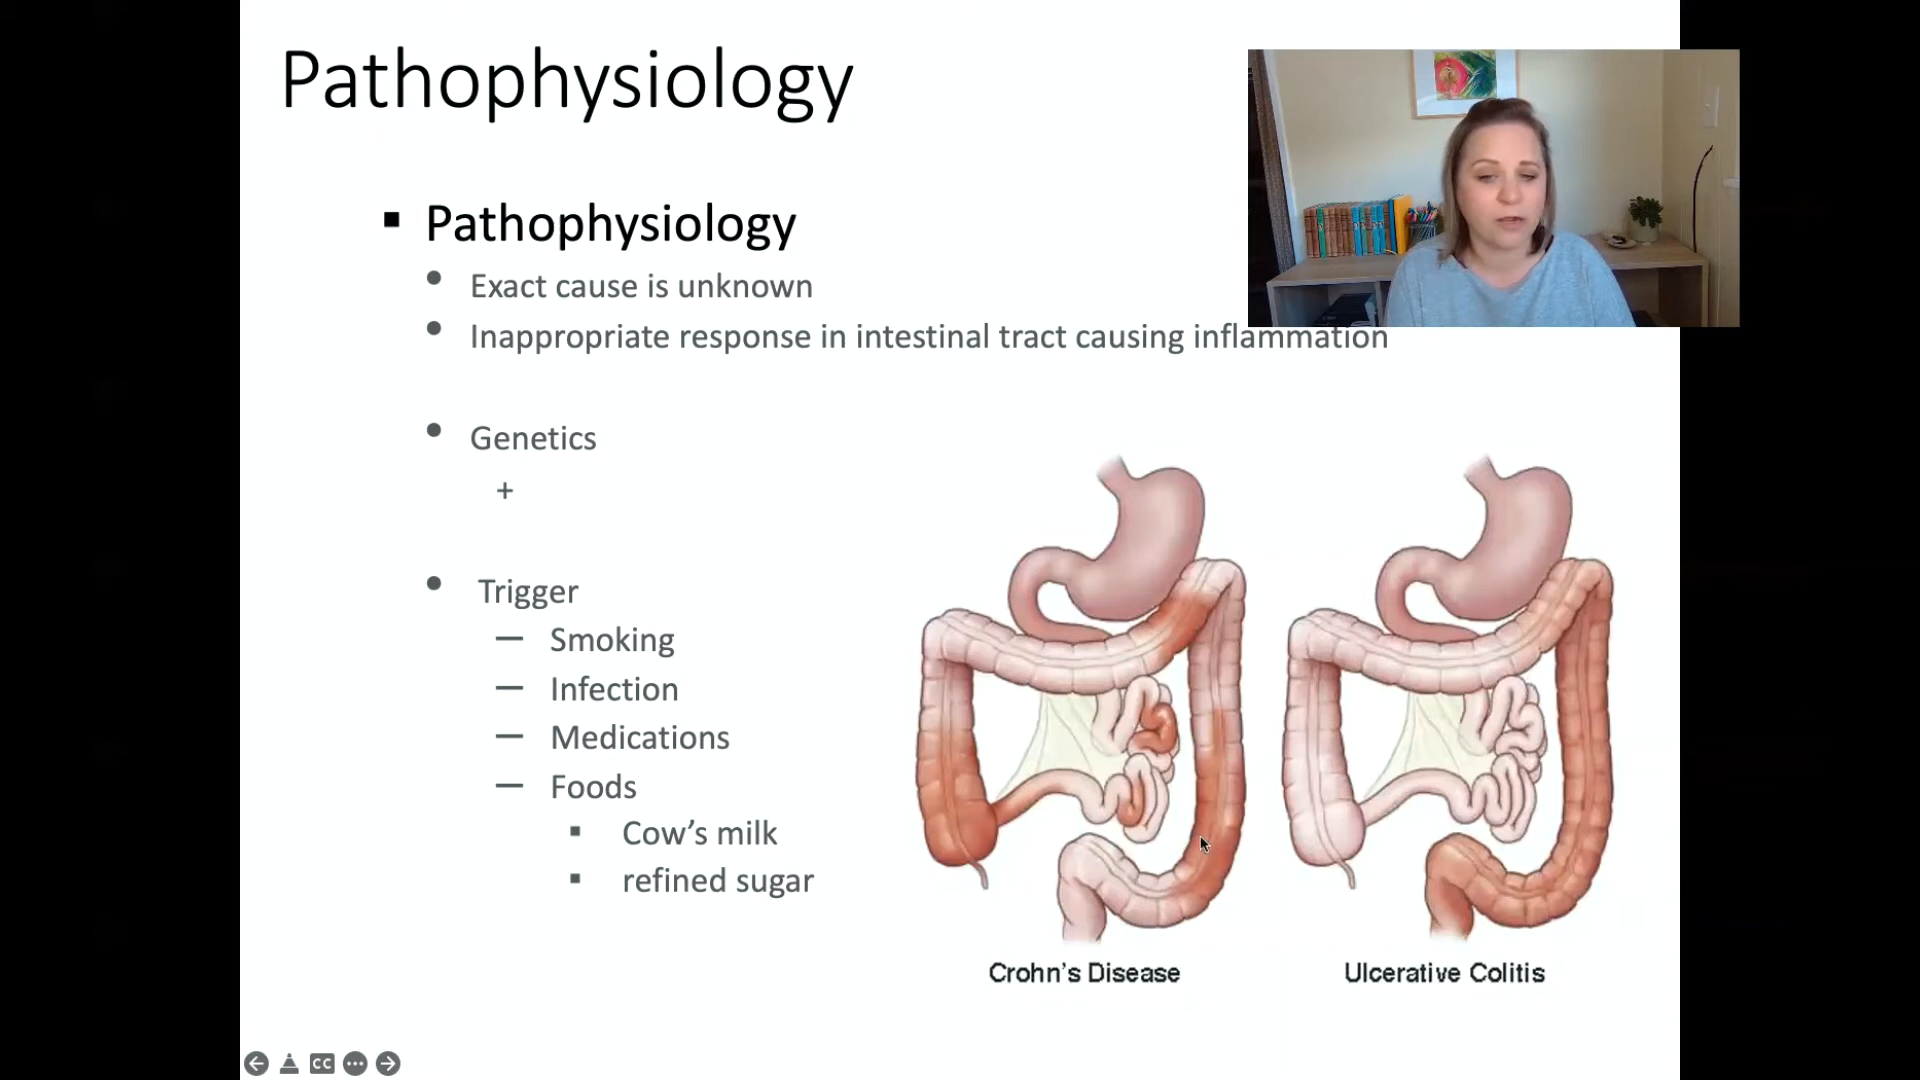 Pathophysiology
▪ Pathophysiology
• Exact cause is unknown
• Inappropriate response in intestinal tract causing inflammation
• Genetics
+
• Trigger
— Smoking
— Infection
— Medications
— Foods
▪ Cow’s milk
▪ refined sugar
Crohn’s Disease
Ulcerative Colitis
CC